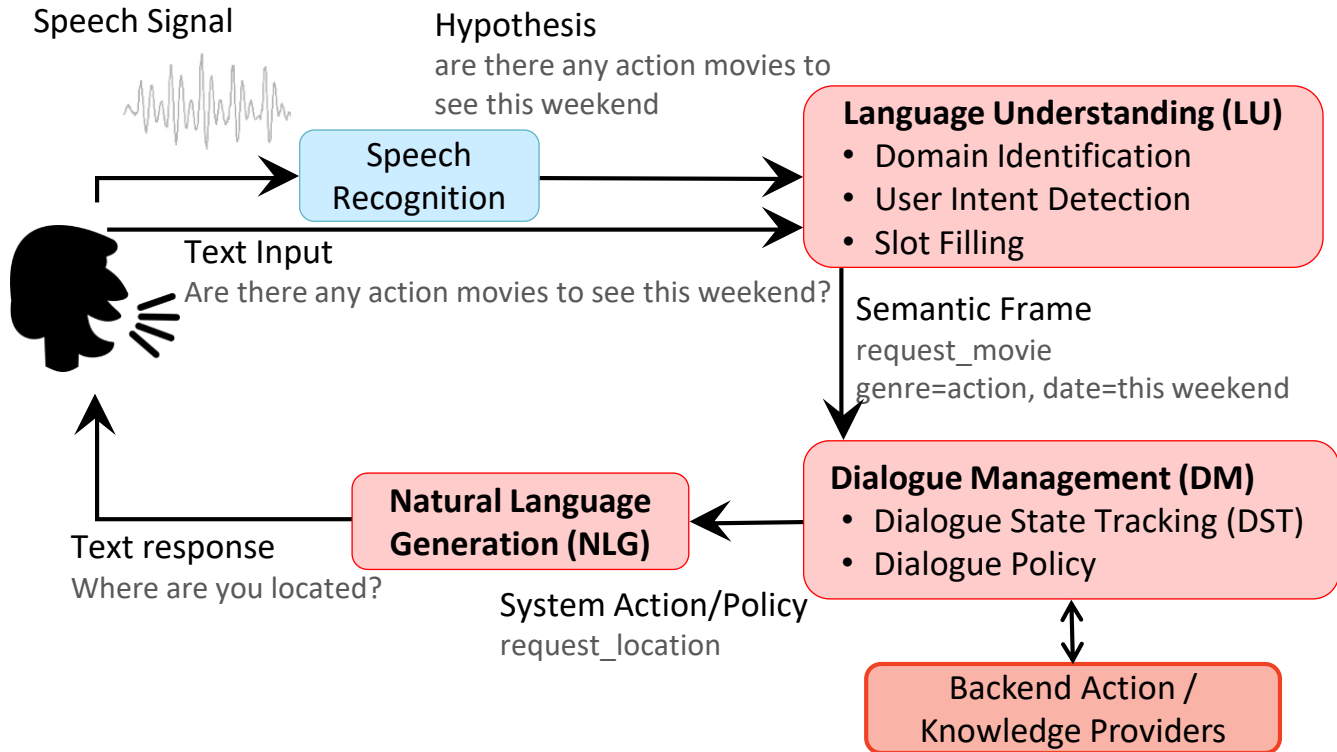 Speech Signal
Hypothesis
are there any action movies to
see this weekend
Speech
Recognition
Language Understanding (LU)
• Domain Identification
• User Intent Detection
• Slot Filling
Text Input
Are there any action movies to see this weekend?
Semantic Frame
request_movie
genre=action, date=this weekend
Dialogue Management (DM)
• Dialogue State Tracking (DST)
• Dialogue Policy
Natural Language
Generation (NLG)
Text response
Where are you located?
System Action/Policy
request_location
Backend Action /
Knowledge Providers